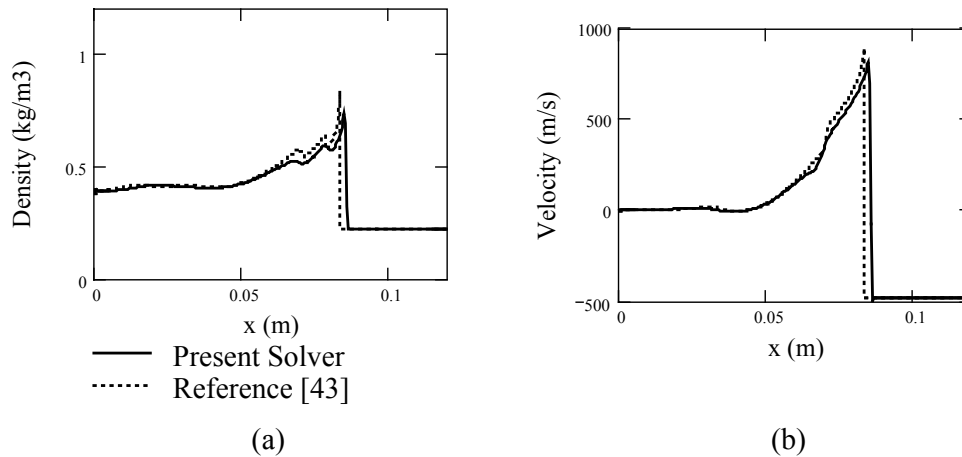 1
0.5
0
Density (kg/m3)
0
0.05
0.1
x (m)
Present Solver
Reference [43]
(a)
1000
500
0
−500
Velocity (m/s)
0
0.05
0.1
x (m)
(b)